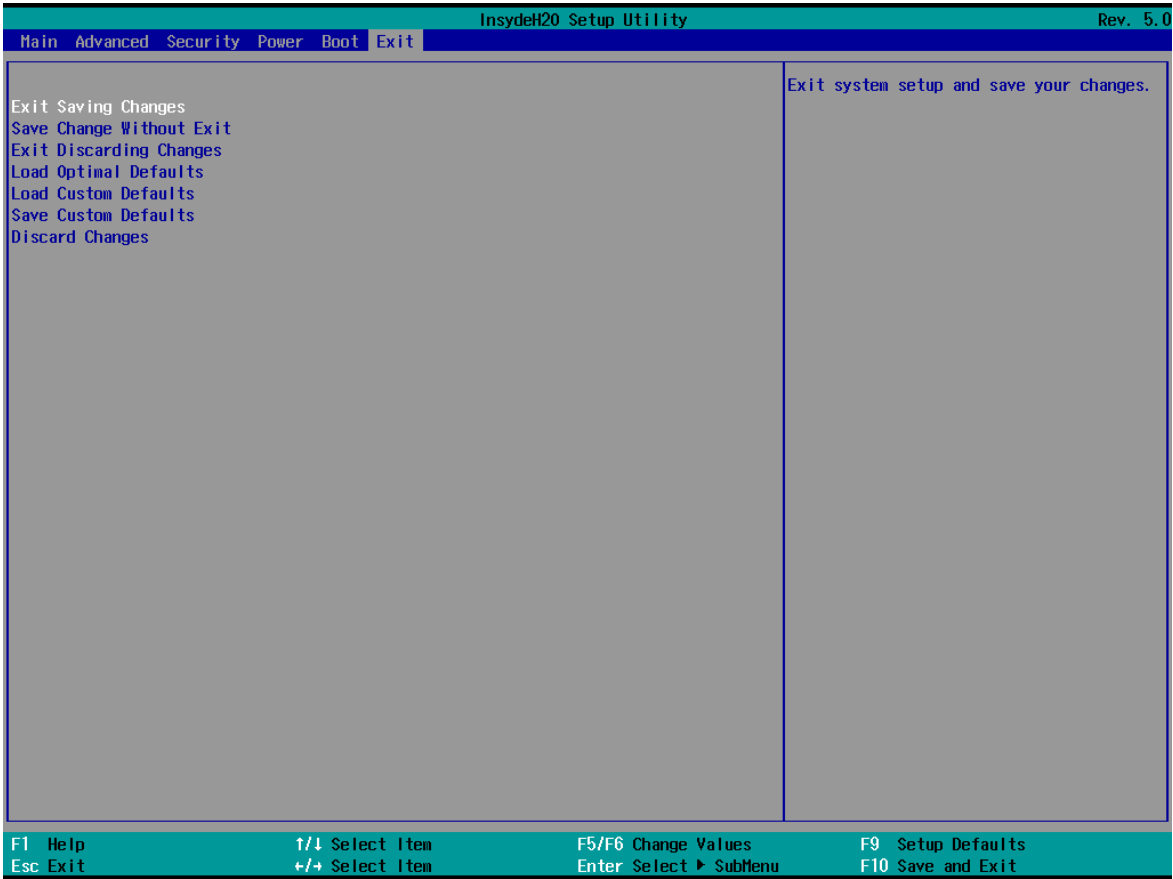 InsydeH20 Setup Utility Rev. 5.0
Main Advanced Security Power Boot Exit
Exit system setup and save your changes.
Exit Saving Changes
Save Change Without Exit
Exit Discarding Changes
Load Optimal Defaults
Load Custom Defaults
Save Custom Defaults
Discard Changes
F1 Help ↑/↓ Select Item F5/F6 Change Values F9 Setup Defaults
Esc Exit ←/→ Select Item Enter Select ▶ SubMenu F10 Save and Exit